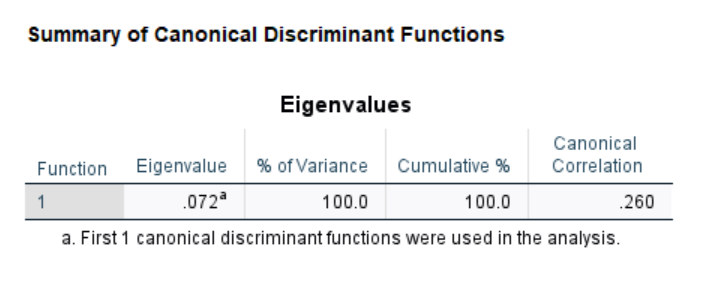 Summary of Canonical Discriminant Functions
Eigenvalues
Function Eigenvalue % of Variance Cumulative % Canonical Correlation
1 .072a 100.0 100.0 .260
a. First 1 canonical discriminant functions were used in the analysis.